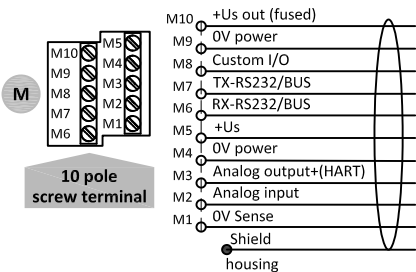 M
M10
M9
M8
M7
M6
M5
M4
M3
M2
M1
10 pole
screw terminal
M10 +Us out (fused)
M9 0V power
M8 Custom I/O
M7 TX-RS232/BUS
M6 RX-RS232/BUS
M5 +Us
M4 0V power
M3 Analog output+(HART)
M2 Analog input
M1 0V Sense
Shield
housing